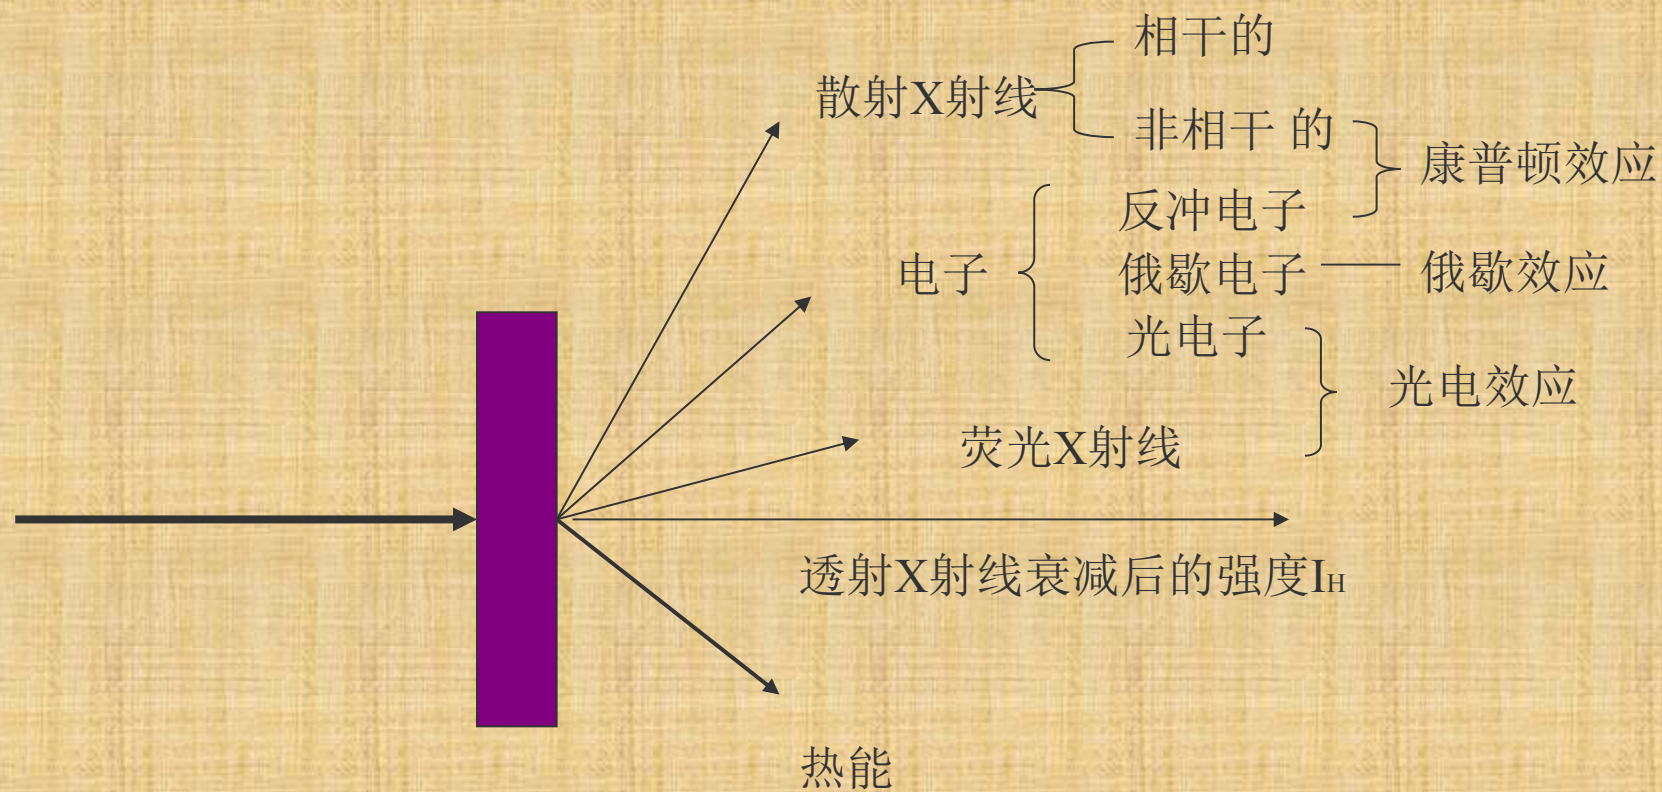 相干的
散射X射线
非相干 的
康普顿效应
反冲电子
电子
俄歇电子
俄歇效应
光电子
光电效应
荧光X射线
透射X射线衰减后的强度IH
热能